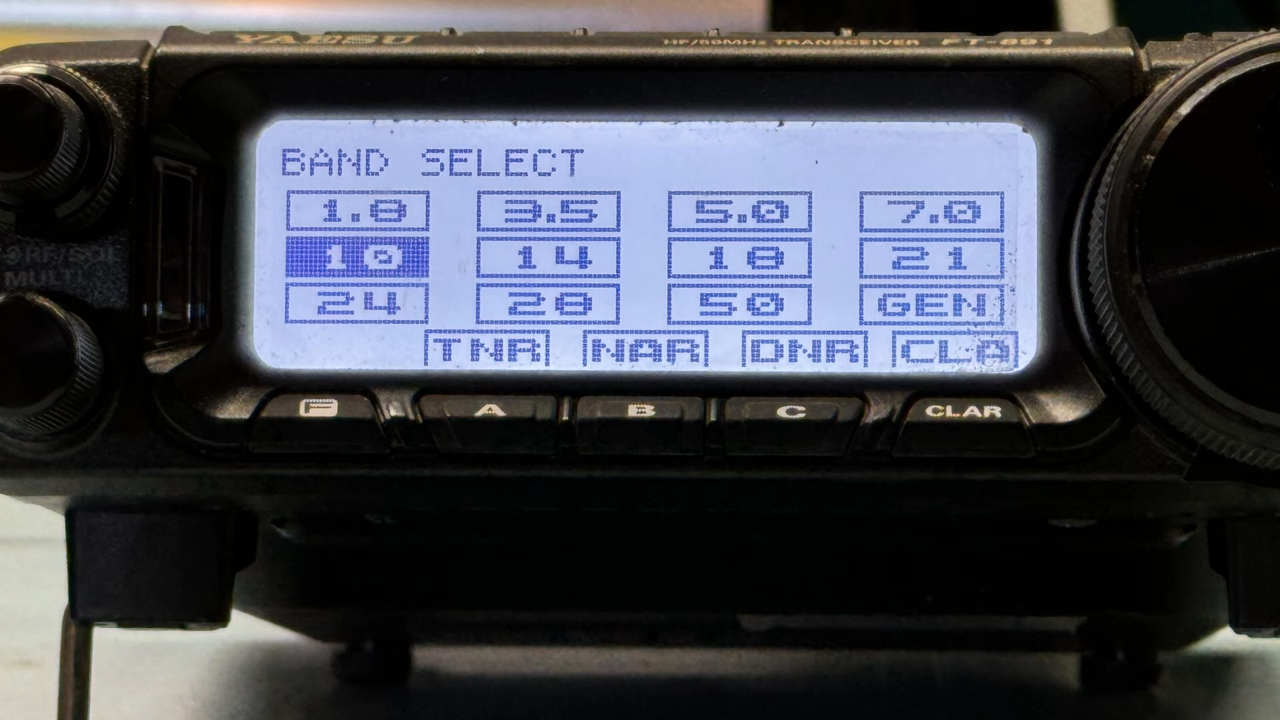 YAESU HF/50MHz TRANSCEIVER FT-891
BAND SELECT
1.8 3.5 5.0 7.0
10 14 18 21
24 28 50 GEN
TNR NAR DNR CLA
F A B C CLAR
MULTI